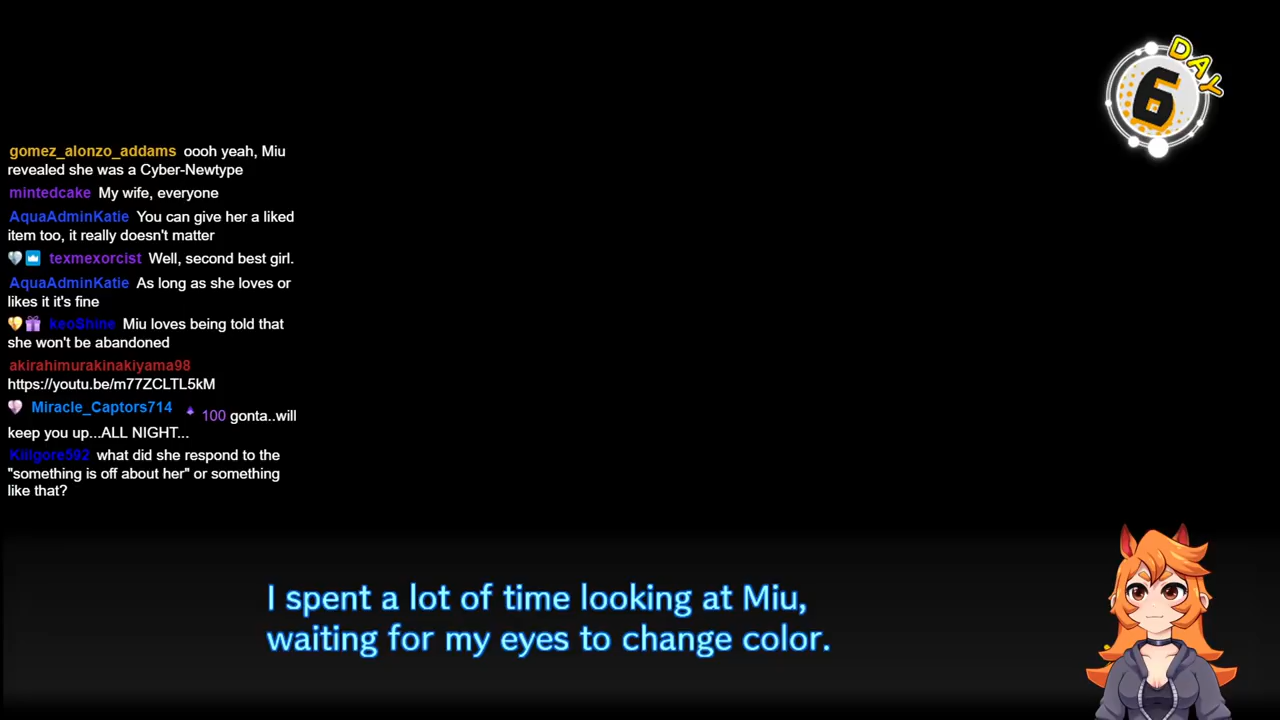 DAY
6
gomez_alonzo_addams oooh yeah, Miu
revealed she was a Cyber-Newtype
mintedcake My wife, everyone
AquaAdminKatie You can give her a liked
item too, it really doesn't matter
texmexorcist Well, second best girl.
AquaAdminKatie As long as she loves or
likes it it's fine
keoShine Miu loves being told that
she won't be abandoned
akirahimurakinakiyama98
https://youtu.be/m77ZCLTL5kM
Miracle_Captors714 100 gonta..will
keep you up...ALL NIGHT...
Killgore592 what did she respond to the
"something is off about her" or something
like that?
I spent a lot of time looking at Miu,
waiting for my eyes to change color.